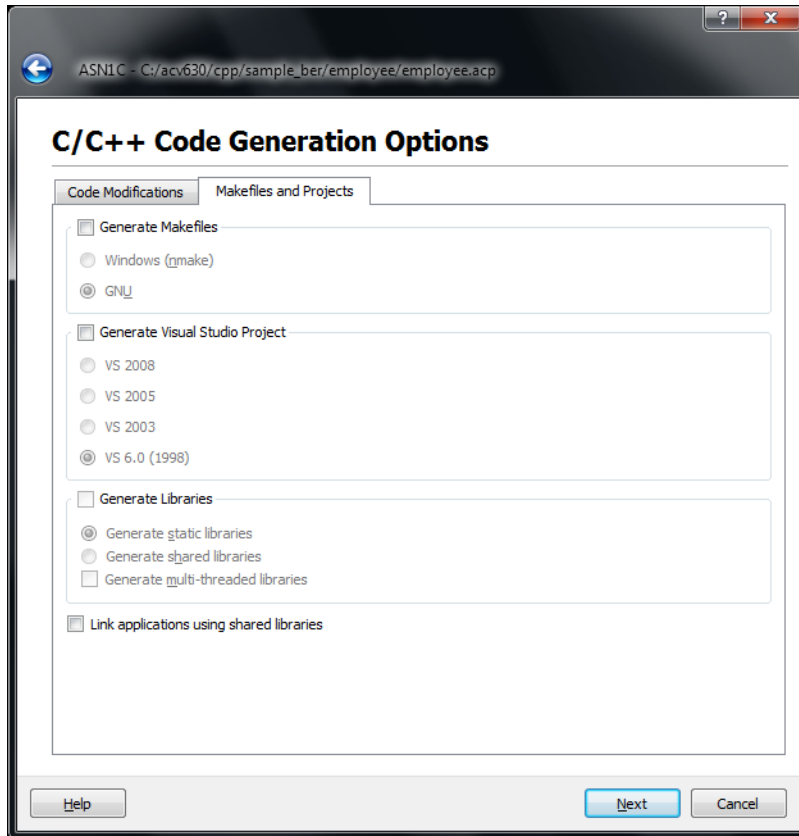 ?
X
ASN1C - C:/acv630/cpp/sample_ber/employee/employee.acp
C/C++ Code Generation Options
Code Modifications
Makefiles and Projects
Generate Makefiles
Windows (nmake)
GNU
Generate Visual Studio Project
VS 2008
VS 2005
VS 2003
VS 6.0 (1998)
Generate Libraries
Generate static libraries
Generate shared libraries
Generate multi-threaded libraries
Link applications using shared libraries
Help
Next
Cancel